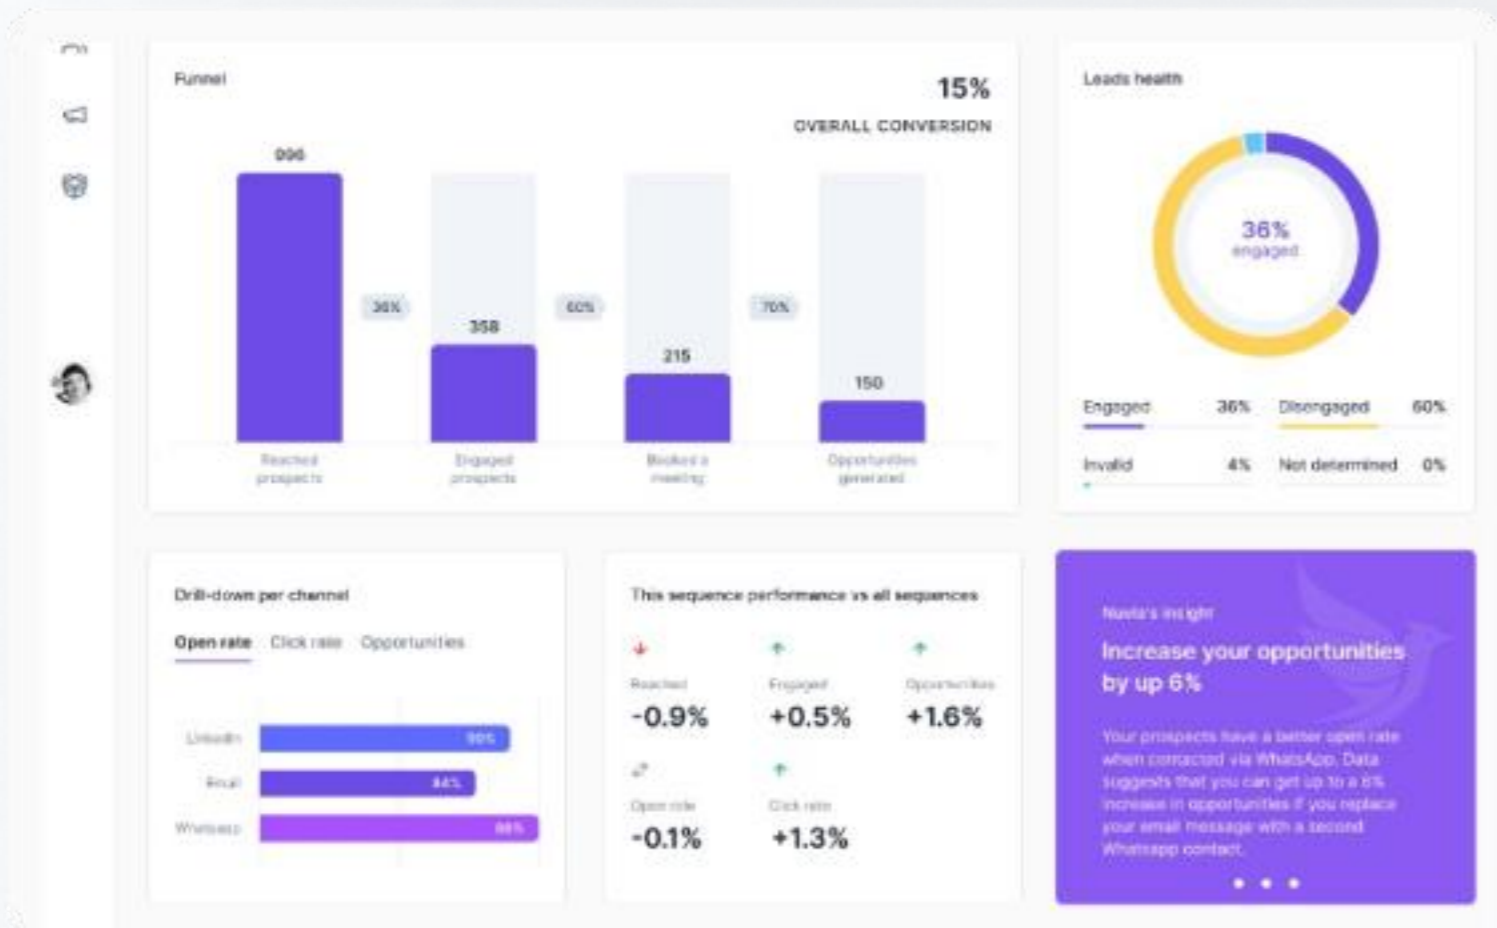 Funnel
15%
OVERALL CONVERSION
996
36%
358
60%
215
70%
150
Reached
prospects
Engaged
prospects
Booked a
meeting
Opportunities
generated
Leads health
36%
engaged
Engaged 36%
Disengaged 60%
Invalid 4%
Not determined 0%
Drill-down per channel
Open rate Click rate Opportunities
LinkedIn
Email 44%
Whatsapp
This sequence performance vs all sequences
Reached
-0.9%
Engaged
+0.5%
Opportunities
+1.6%
Open rate
-0.1%
Click rate
+1.3%
insight
Increase your opportunities
by up 6%
Your prospects have a better open rate
when contacted via WhatsApp. Data
suggests that you can get up to a 6%
increase in opportunities if you replace
your email message with a second
Whatsapp contact.